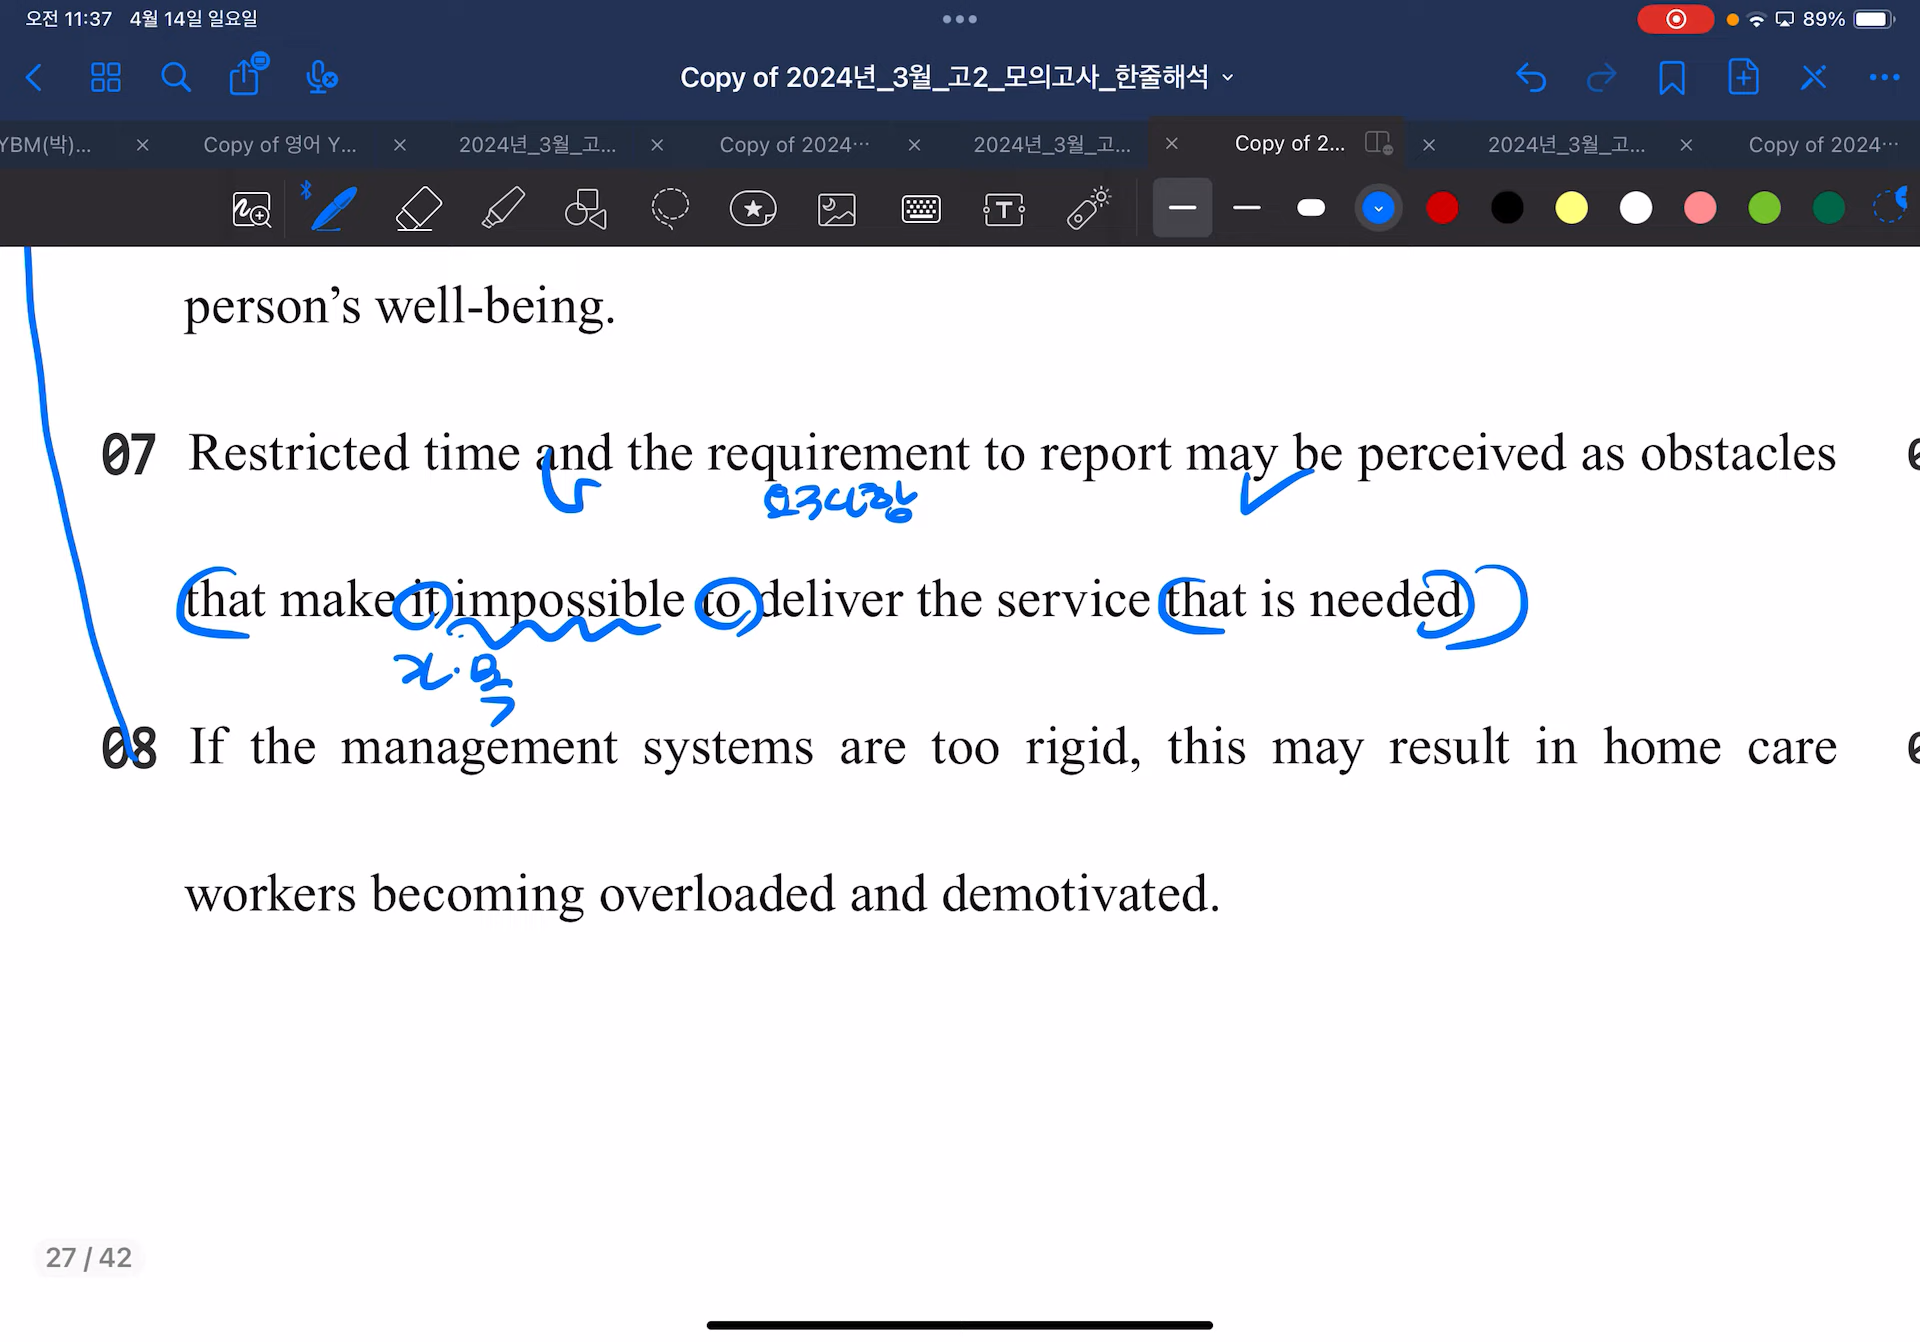 오전 11:37 4월 14일 일요일
89%
Copy of 2024년_3월_고2_모의고사_한줄해석
YBM(박)... Copy of 영어 Y... 2024년_3월_고... Copy of 2024... 2024년_3월_고... Copy of 2... 2024년_3월_고... Copy of 2024...
person's well-being.
07 Restricted time and the requirement to report may be perceived as obstacles
요구사항
that make it impossible to deliver the service that is needed
08 If the management systems are too rigid, this may result in home care
workers becoming overloaded and demotivated.
27 / 42